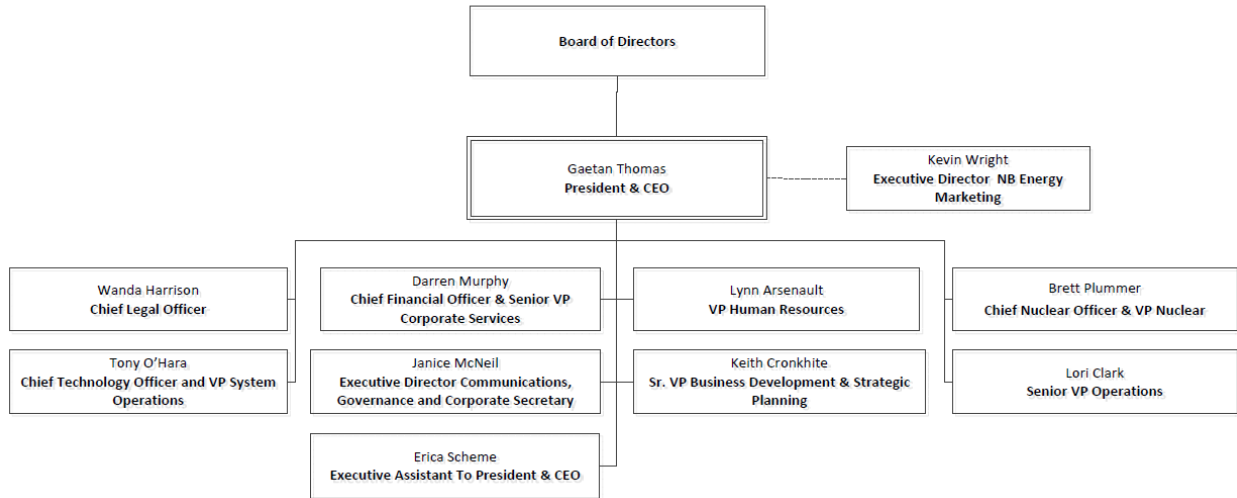 Board of Directors
Gaetan Thomas
President & CEO
Kevin Wright
Executive Director  NB Energy
Marketing
Wanda Harrison
Chief Legal Officer
Darren Murphy
Chief Financial Officer & Senior VP
Corporate Services
Lynn Arsenault
VP Human Resources
Brett Plummer
Chief Nuclear Officer & VP Nuclear
Tony O'Hara
Chief Technology Officer and VP System
Operations
Janice McNeil
Executive Director Communications,
Governance and Corporate Secretary
Keith Cronkhite
Sr. VP Business Development & Strategic
Planning
Lori Clark
Senior VP Operations
Erica Scheme
Executive Assistant To President & CEO